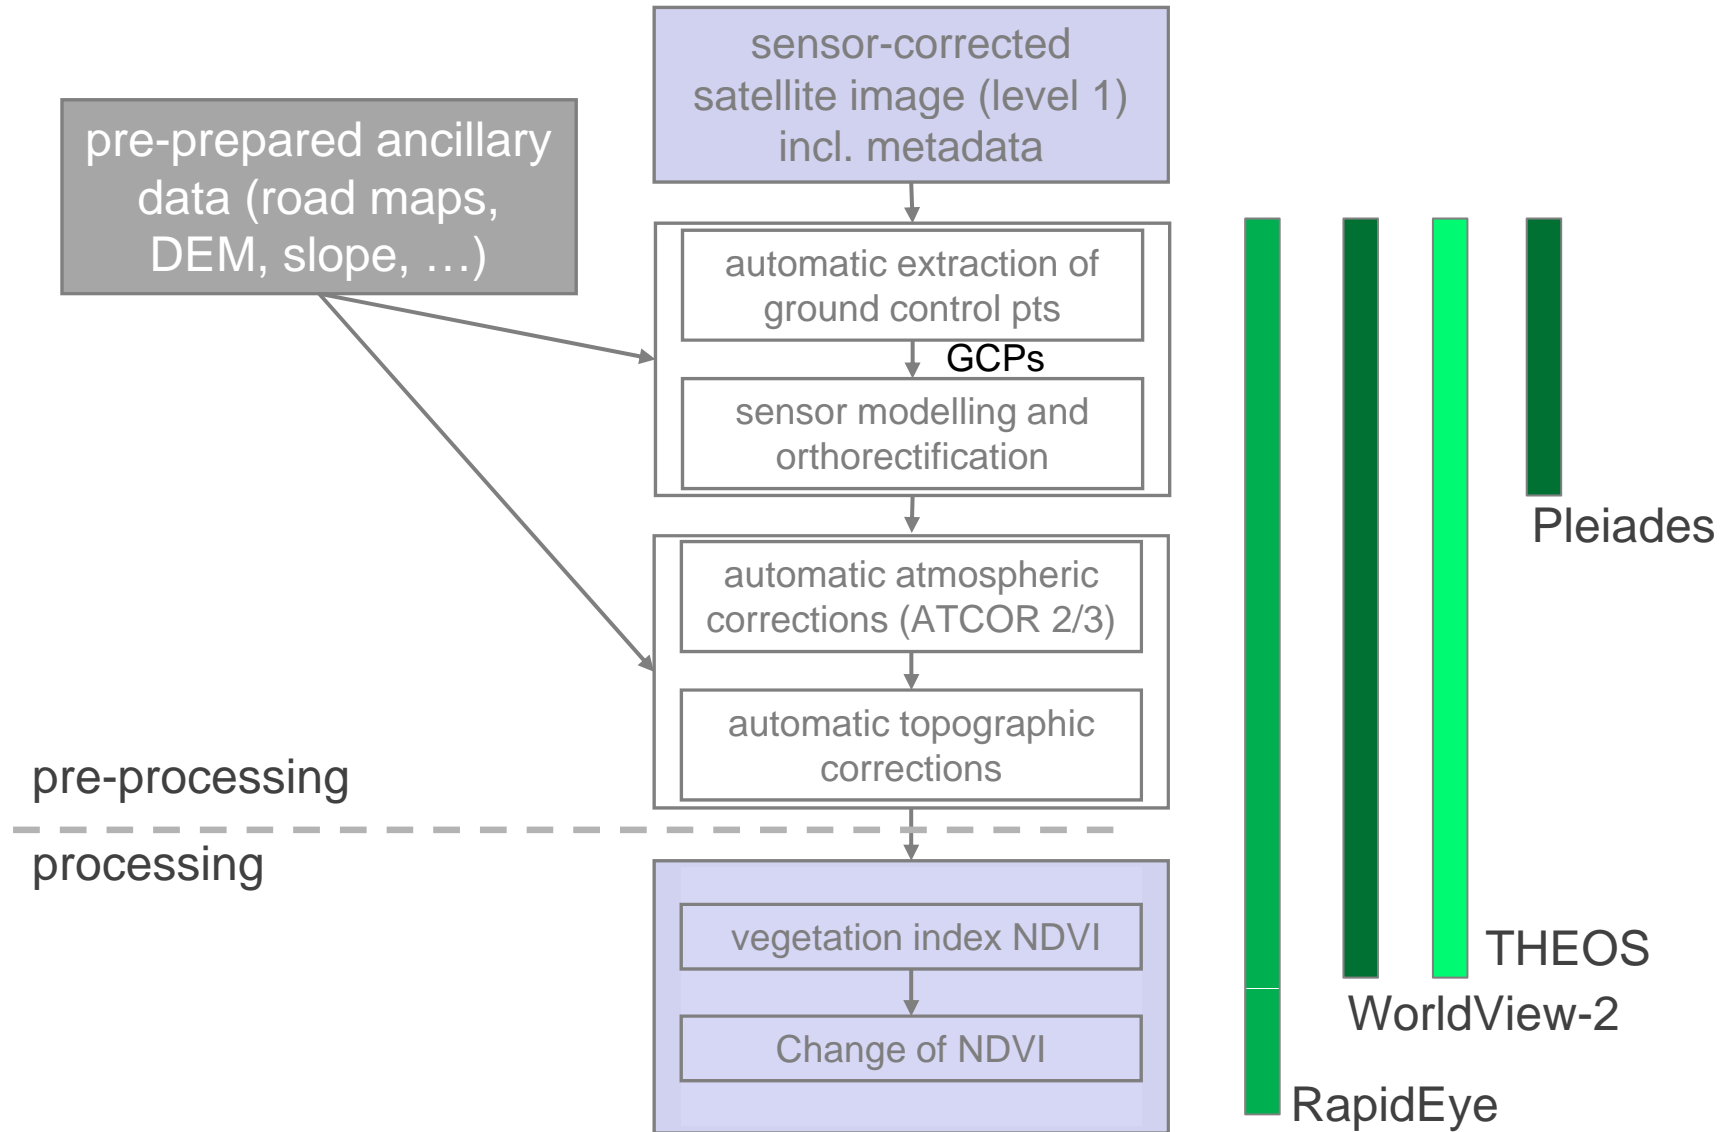 sensor-corrected
satellite image (level 1)
incl. metadata
pre-prepared ancillary
data (road maps,
DEM, slope, …)
automatic extraction of
ground control pts
GCPs
sensor modelling and
orthorectification
Pleiades
automatic atmospheric
corrections (ATCOR 2/3)
automatic topographic
corrections
pre-processing
processing
vegetation index NDVI
THEOS
WorldView-2
Change of NDVI
RapidEye